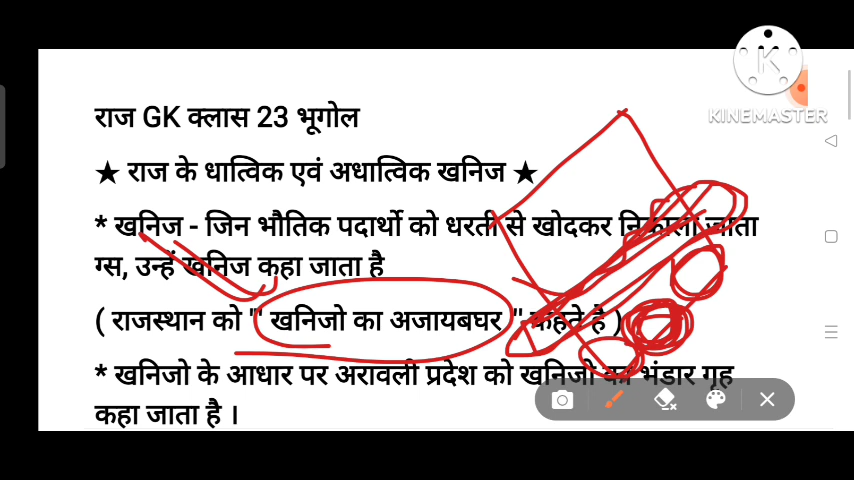 KINEMASTER
राज GK क्लास 23 भूगोल
★ राज के धात्विक एवं अधात्विक खनिज ★
* खनिज - जिन भौतिक पदार्थो को धरती से खोदकर निकाला जाता
ग्स, उन्हें खनिज कहा जाता है
( राजस्थान को " खनिजो का अजायबघर " कहते है )
* खनिजो के आधार पर अरावली प्रदेश को खनिजो का भंडार गृह
कहा जाता है ।